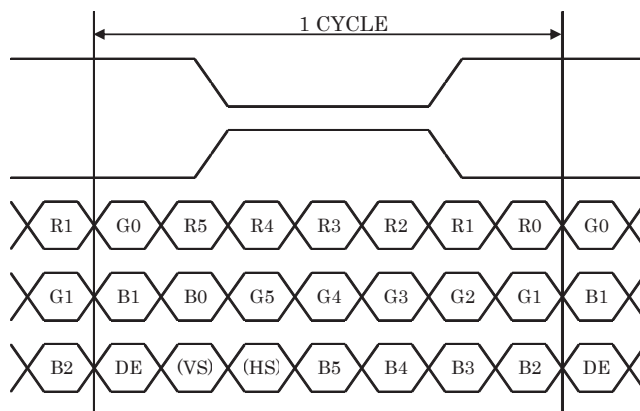 1 CYCLE
R1 G0 R5 R4 R3 R2 R1 R0 G0
G1 B1 B0 G5 G4 G3 G2 G1 B1
B2 DE (VS) (HS) B5 B4 B3 B2 DE